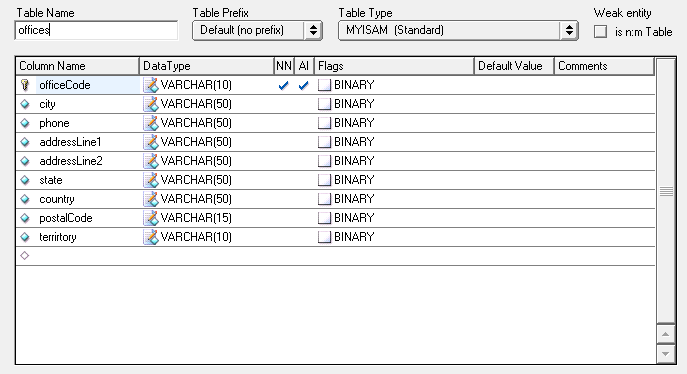 Table Name Table Prefix Table Type Weak entity
offices Default (no prefix) MYISAM (Standard) is n:m Table
Column Name DataType NN AI Flags Default Value Comments
officeCode VARCHAR(10) BINARY
city VARCHAR(50) BINARY
phone VARCHAR(50) BINARY
addressLine1 VARCHAR(50) BINARY
addressLine2 VARCHAR(50) BINARY
state VARCHAR(50) BINARY
country VARCHAR(50) BINARY
postalCode VARCHAR(15) BINARY
terrirtory VARCHAR(10) BINARY